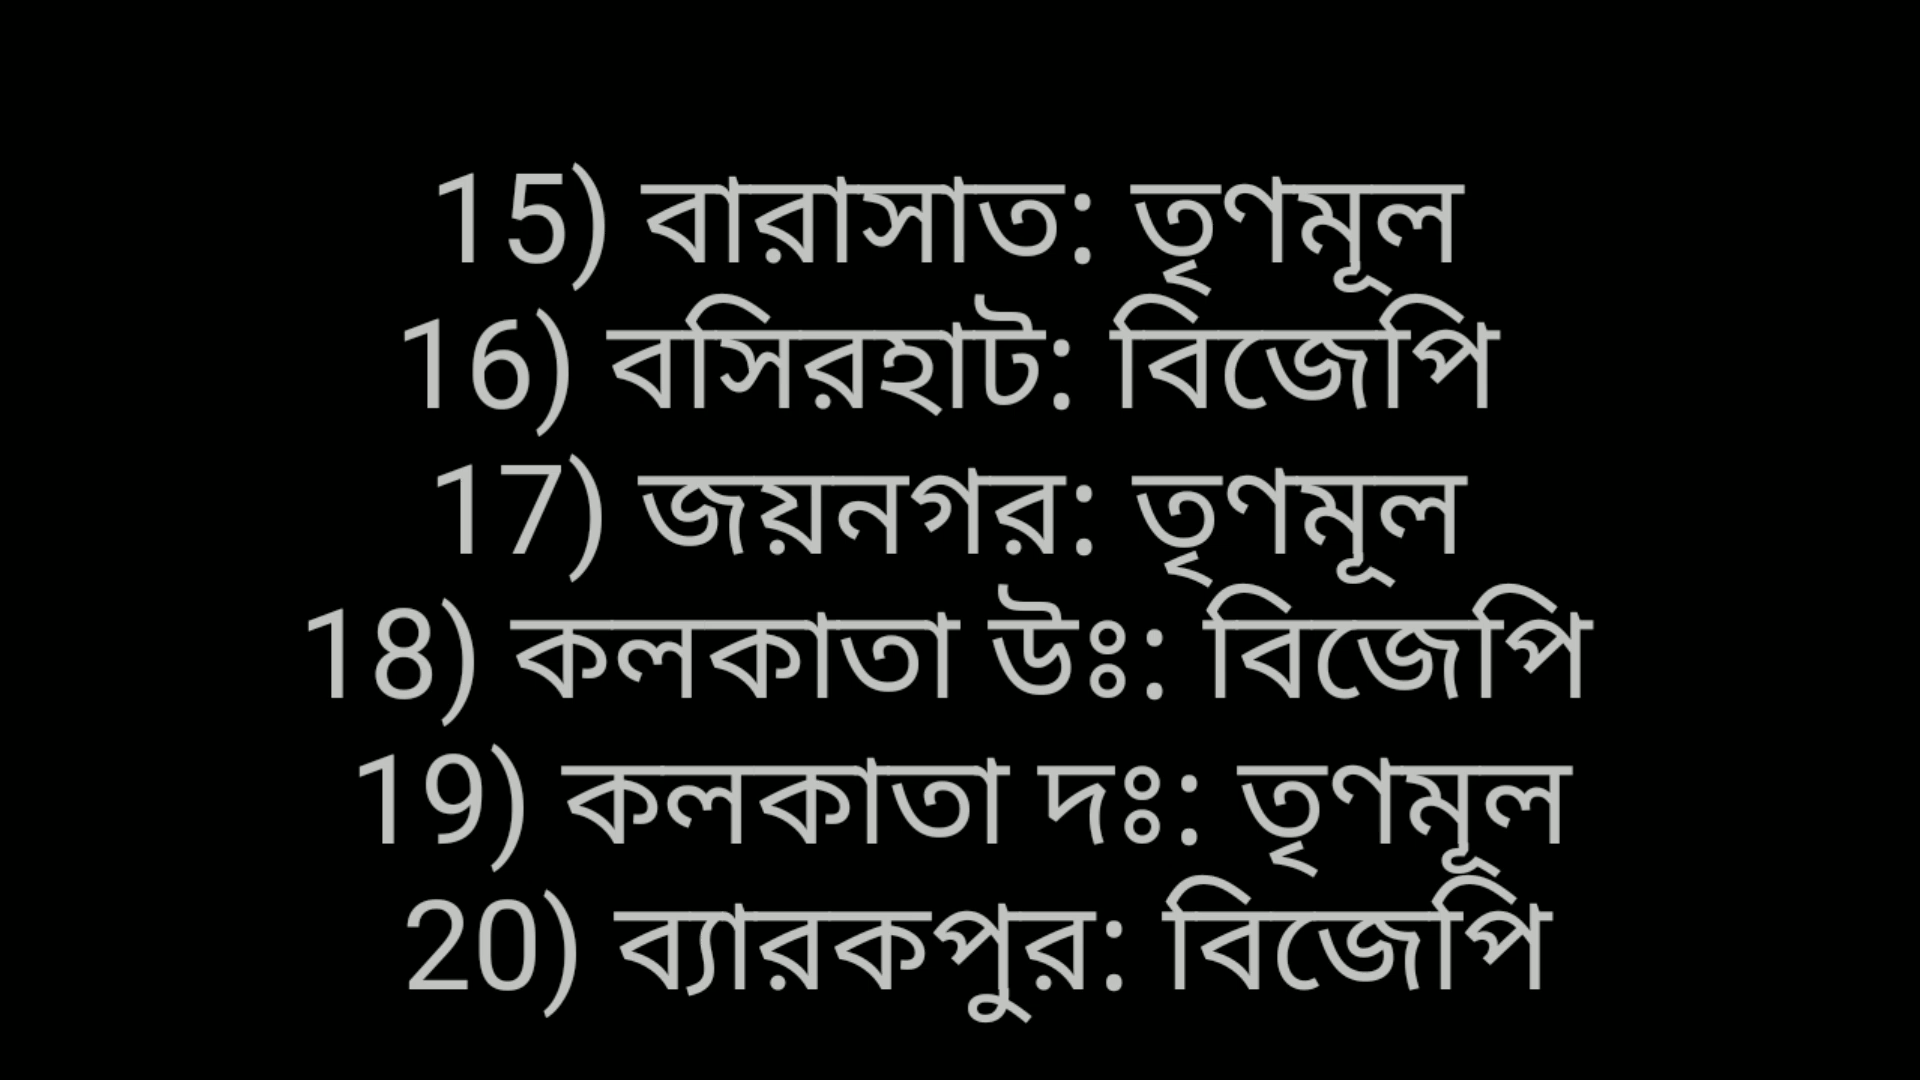 15) বারাসাত: তৃণমূল
16) বসিরহাট: বিজেপি
17) জয়নগর: তৃণমূল
18) কলকাতা উঃ: বিজেপি
19) কলকাতা দঃ: তৃণমূল
20) ব্যারকপুর: বিজেপি